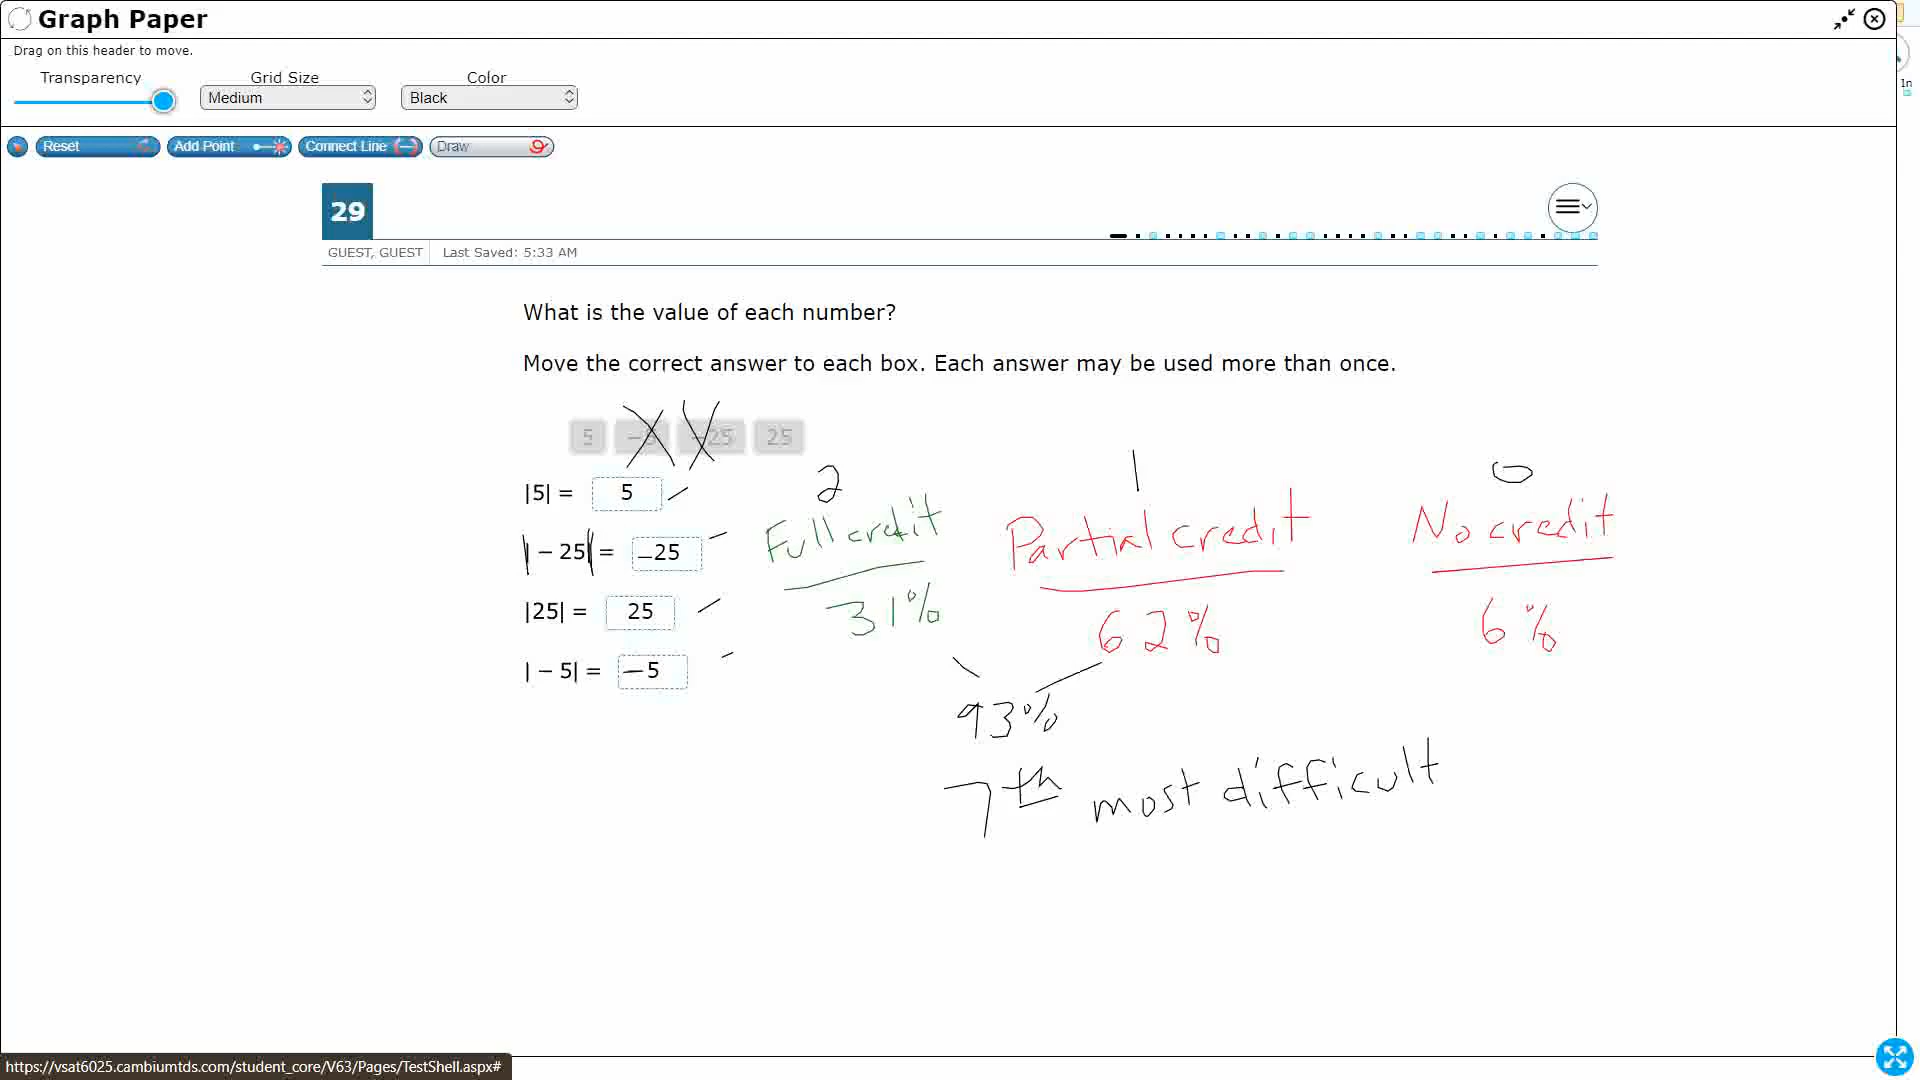 Graph Paper
Drag on this header to move.
Transparency Grid Size Color
Medium Black
Reset Add Point Connect Line Draw
29
GUEST, GUEST Last Saved: 5:33 AM
What is the value of each number?
Move the correct answer to each box. Each answer may be used more than once.
5 −5 −25 25
2 1 0
|5| = 5
Full credit Partial credit No credit
|− 25| = −25
31% 62% 6%
|25| = 25
|− 5| = −5
93%
7th most difficult
https://vsat6025.cambiumtds.com/student_core/V63/Pages/TestShell.aspx#